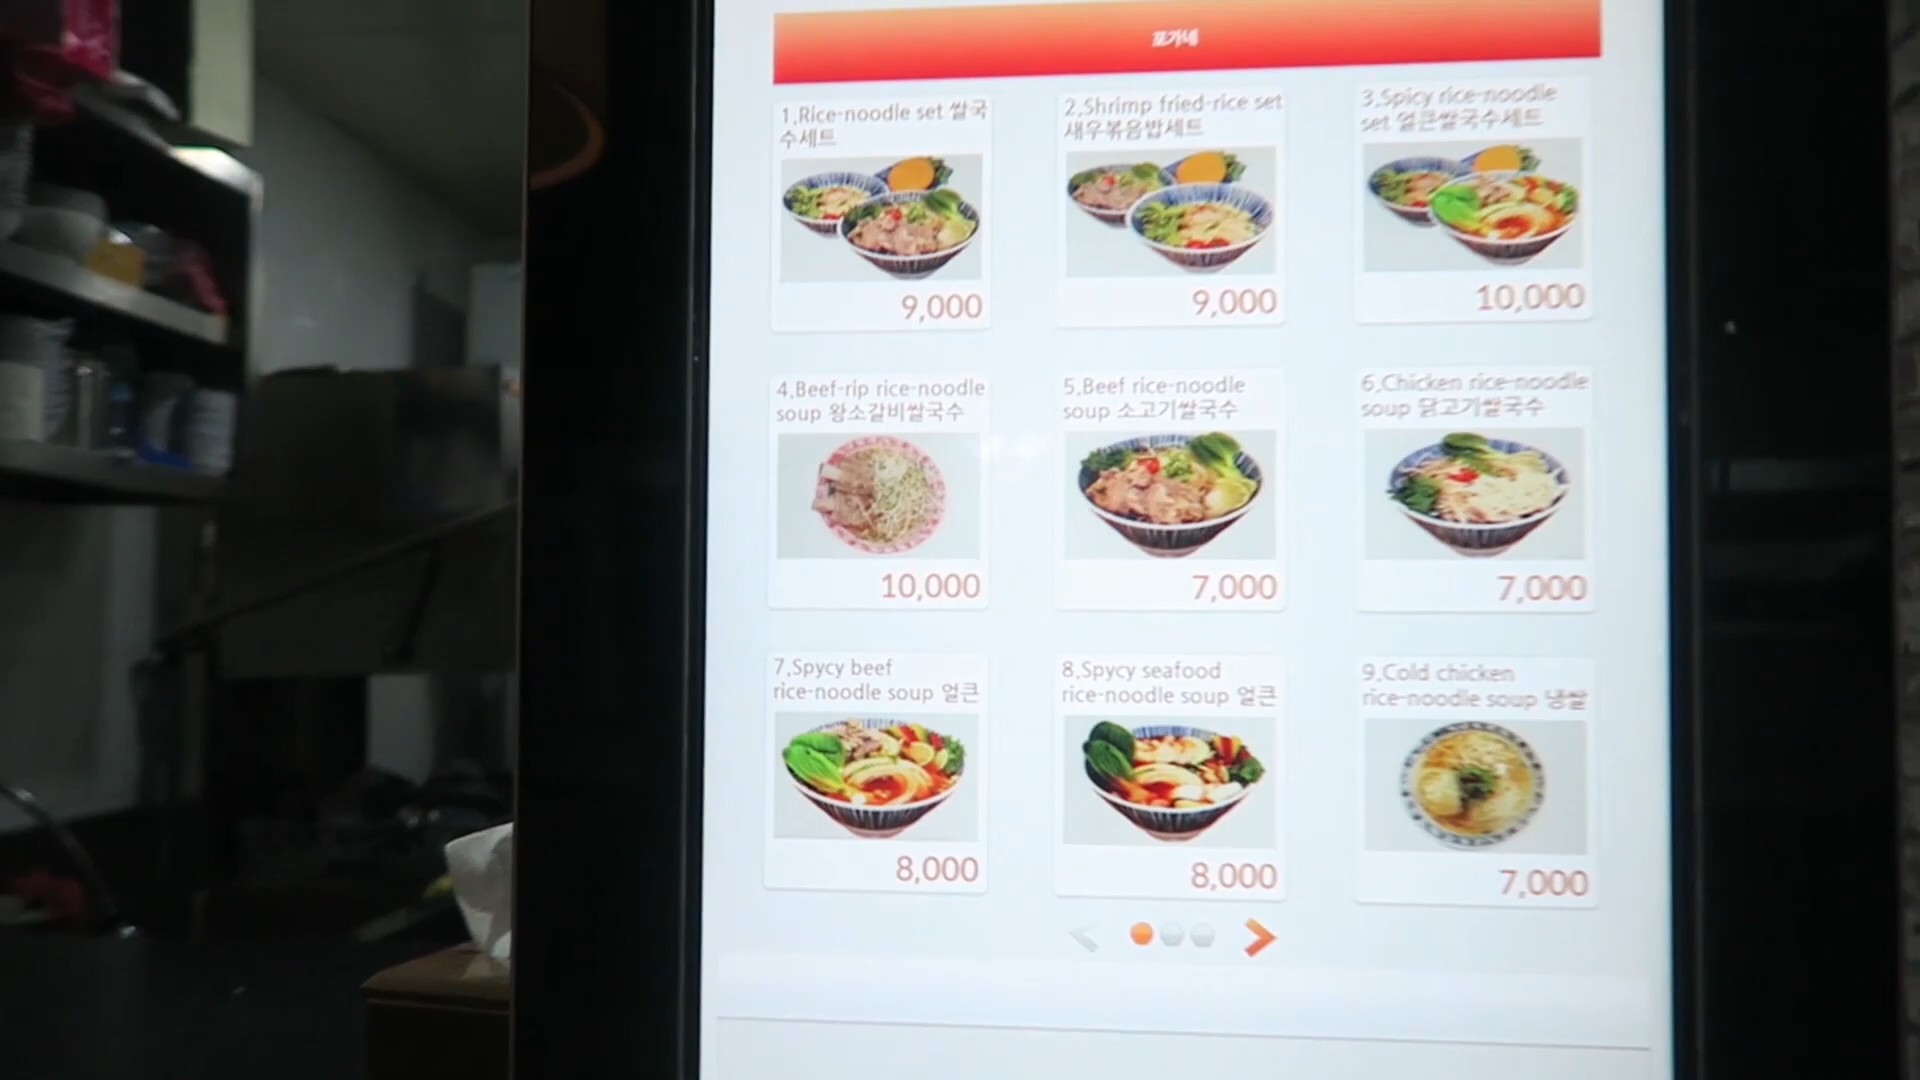 포가네
1.Rice-noodle set 쌀국
수세트
9,000
2.Shrimp fried-rice set
새우볶음밥세트
9,000
3.Spicy rice-noodle
set 얼큰쌀국수세트
10,000
4.Beef-rip rice-noodle
soup 왕소갈비쌀국수
10,000
5.Beef rice-noodle
soup 소고기쌀국수
7,000
6.Chicken rice-noodle
soup 닭고기쌀국수
7,000
7.Spycy beef
rice-noodle soup 얼큰
8,000
8.Spycy seafood
rice-noodle soup 얼큰
8,000
9.Cold chicken
rice-noodle soup 냉쌀
7,000